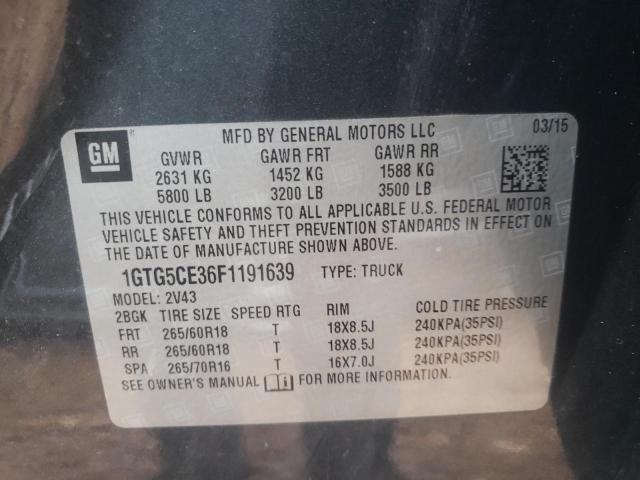 GM
MFD BY GENERAL MOTORS LLC 03/15
GVWR GAWR FRT GAWR RR
2631 KG 1452 KG 1588 KG
5800 LB 3200 LB 3500 LB
THIS VEHICLE CONFORMS TO ALL APPLICABLE U.S. FEDERAL MOTOR
VEHICLE SAFETY AND THEFT PREVENTION STANDARDS IN EFFECT ON
THE DATE OF MANUFACTURE SHOWN ABOVE.
1GTG5CE36F1191639 TYPE: TRUCK
MODEL: 2V43
2BGK TIRE SIZE SPEED RTG RIM COLD TIRE PRESSURE
FRT 265/60R18 T 18X8.5J 240KPA(35PSI)
RR 265/60R18 T 18X8.5J 240KPA(35PSI)
SPA 265/70R16 T 16X7.0J 240KPA(35PSI)
SEE OWNER'S MANUAL FOR MORE INFORMATION.